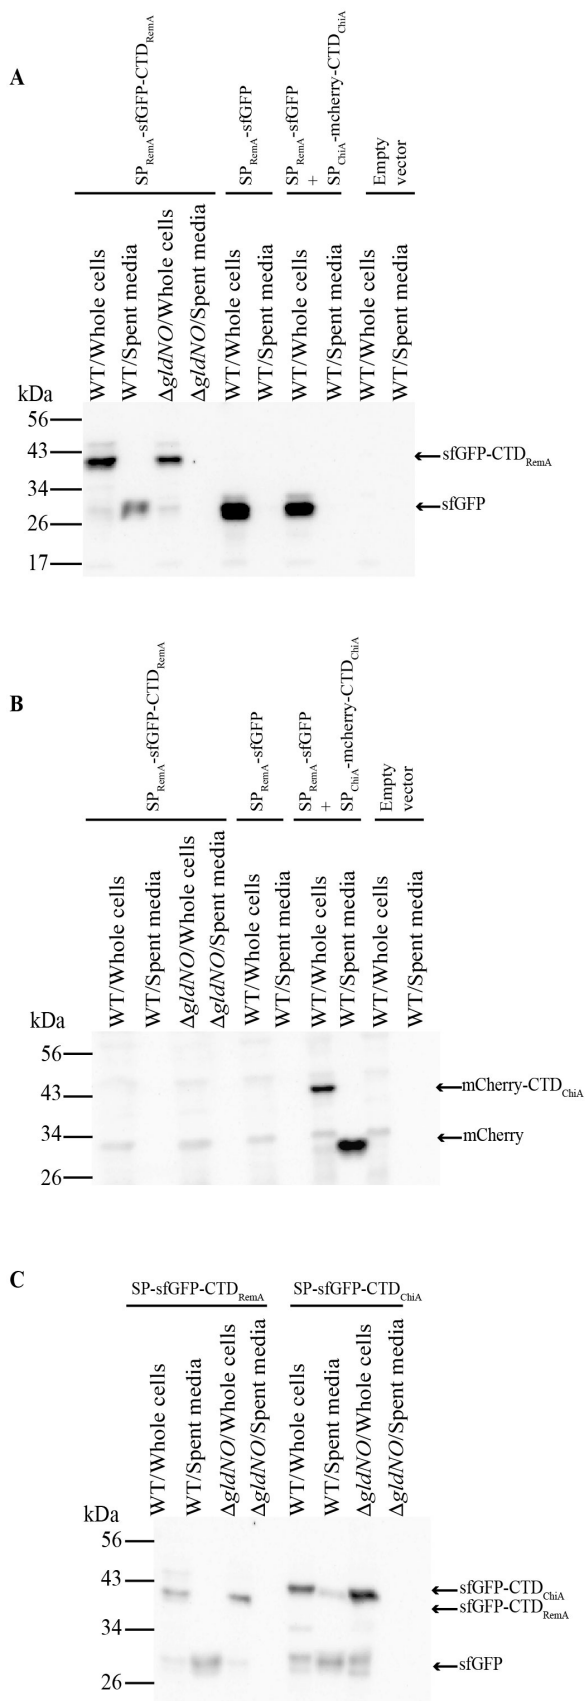 A
SPRemA-sfGFP-CTDRemA
SPRemA-sfGFP
SPRemA-sfGFP
+
SPChiA-mcherry-CTDChiA
Empty
vector
WT/Whole cells
WT/Spent media
ΔgldNO/Whole cells
ΔgldNO/Spent media
WT/Whole cells
WT/Spent media
WT/Whole cells
WT/Spent media
WT/Whole cells
WT/Spent media
kDa
56
43
34
26
17
sfGFP-CTDRemA
sfGFP
B
SPRemA-sfGFP-CTDRemA
SPRemA-sfGFP
SPRemA-sfGFP
+
SPChiA-mcherry-CTDChiA
Empty
vector
WT/Whole cells
WT/Spent media
ΔgldNO/Whole cells
ΔgldNO/Spent media
WT/Whole cells
WT/Spent media
WT/Whole cells
WT/Spent media
WT/Whole cells
WT/Spent media
kDa
56
43
34
26
mCherry-CTDChiA
mCherry
C
SP-sfGFP-CTDRemA
SP-sfGFP-CTDChiA
WT/Whole cells
WT/Spent media
ΔgldNO/Whole cells
ΔgldNO/Spent media
WT/Whole cells
WT/Spent media
ΔgldNO/Whole cells
ΔgldNO/Spent media
kDa
56
43
34
26
sfGFP-CTDChiA
sfGFP-CTDRemA
sfGFP